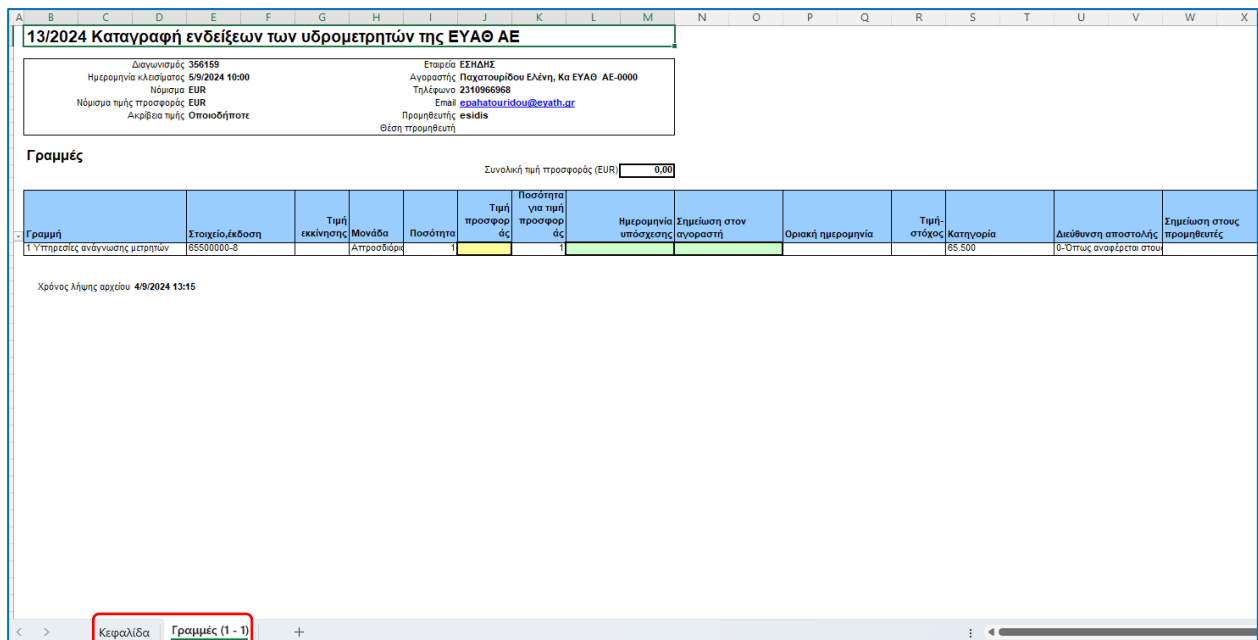 A B C D E F G H I J K L M N O P Q R S T U V W X
13/2024 Καταγραφή ενδείξεων των υδρομετρητών της ΕΥΑΘ ΑΕ
Διαγωνισμός 356159 Εταιρεία ΕΣΗΔΗΣ
Ημερομηνία κλεισίματος 5/9/2024 10:00 Αγοραστής Παχατουρίδου Ελένη, Κα ΕΥΑΘ ΑΕ-0000
Νόμισμα EUR Τηλέφωνο 2310966968
Νόμισμα τιμής προσφοράς EUR Email epahatouridou@eyath.gr
Ακρίβεια τιμής Οποιοδήποτε Προμηθευτής esidis
Θέση προμηθευτή
Γραμμές
Συνολική τιμή προσφοράς (EUR) 0,00
Γραμμή Στοιχείο,έκδοση Τιμή εκκίνησης Μονάδα Ποσότητα Τιμή προσφοράς Ποσότητα για τιμή προσφοράς Ημερομηνία υπόσχεσης Σημείωση στον αγοραστή Οριακή ημερομηνία Τιμή-στόχος Κατηγορία Διεύθυνση αποστολής Σημείωση στους προμηθευτές
1 Υπηρεσίες ανάγνωσης μετρητών 65500000-8 Απροσδιόρισ 1 1 65.500 0-Όπως αναφέρεται στου
Χρόνος λήψης αρχείου 4/9/2024 13:15
Κεφαλίδα Γραμμές (1 - 1) +